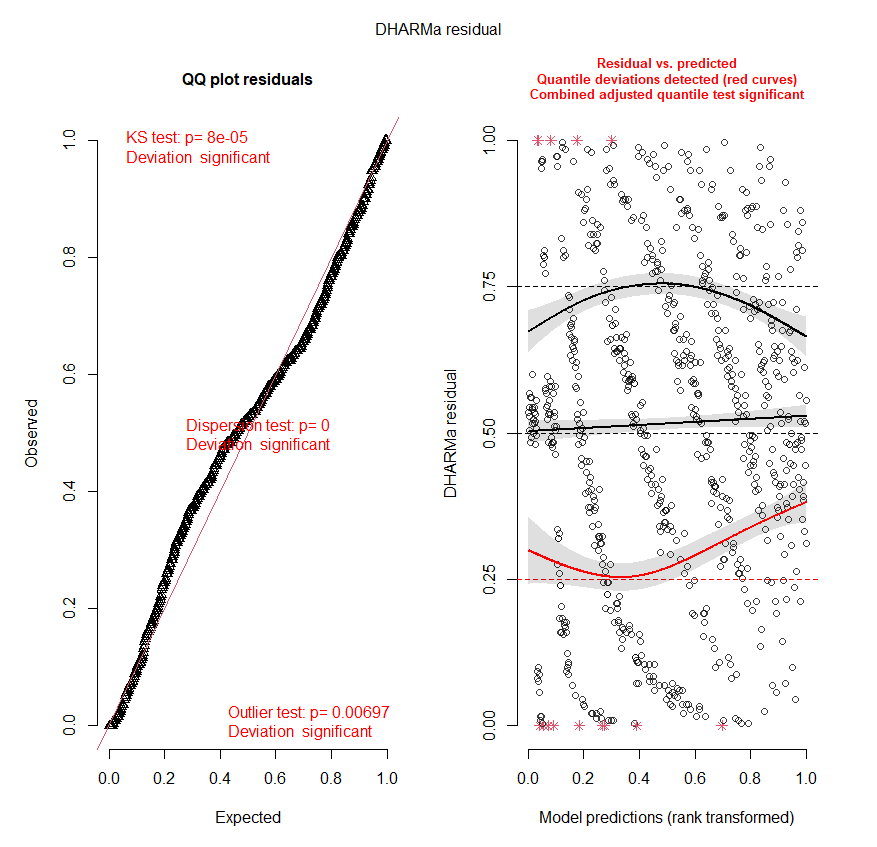 DHARMa residual
QQ plot residuals
KS test: p= 8e-05
Deviation significant
Dispersion test: p= 0
Deviation significant
Outlier test: p= 0.00697
Deviation significant
Observed
0.0
0.2
0.4
0.6
0.8
1.0
0.0 0.2 0.4 0.6 0.8 1.0
Expected
Residual vs. predicted
Quantile deviations detected (red curves)
Combined adjusted quantile test significant
DHARMa residual
0.00
0.25
0.50
0.75
1.00
0.0 0.2 0.4 0.6 0.8 1.0
Model predictions (rank transformed)